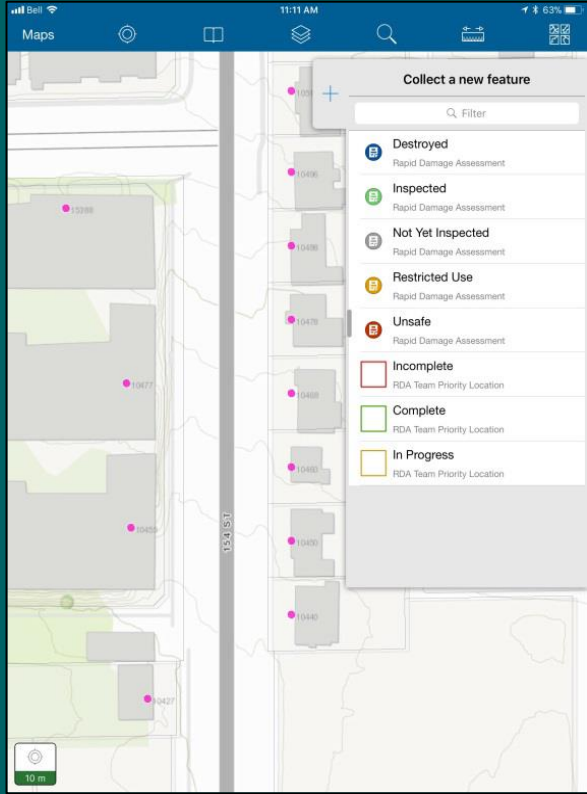 Bell
11:11 AM
63%
Maps
Collect a new feature
Filter
Destroyed
Rapid Damage Assessment
Inspected
Rapid Damage Assessment
Not Yet Inspected
Rapid Damage Assessment
Restricted Use
Rapid Damage Assessment
Unsafe
Rapid Damage Assessment
Incomplete
RDA Team Priority Location
Complete
RDA Team Priority Location
In Progress
RDA Team Priority Location
10496
15388
10486
10478
10477
10468
10460
10450
154 ST
10440
10427
10 m